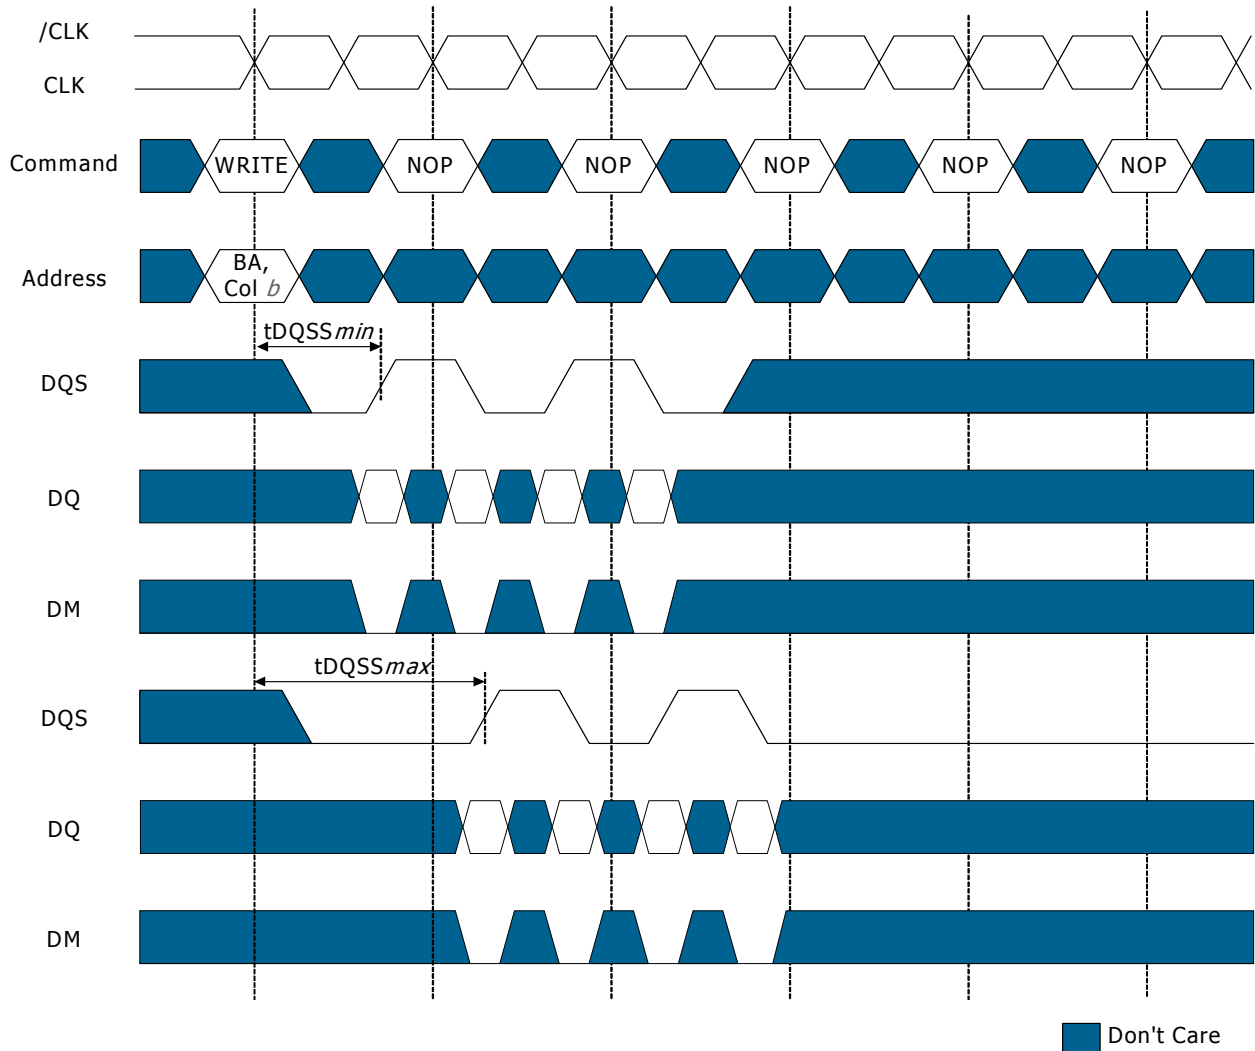 /CLK
CLK
Command
WRITE
NOP
NOP
NOP
NOP
NOP
Address
BA,
Col b
tDQSSmin
DQS
DQ
DM
tDQSSmax
DQS
DQ
DM
Don't Care